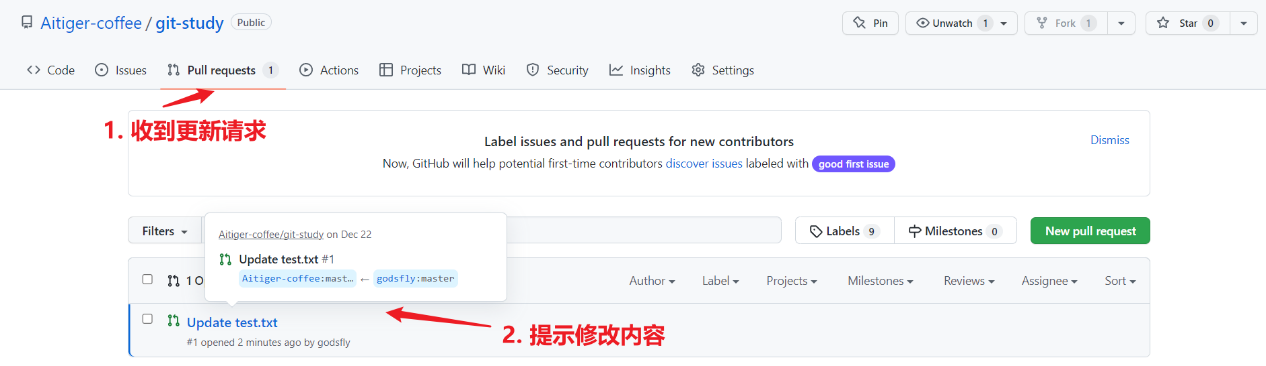 Aitiger-coffee / git-study Public Pin Unwatch 1 Fork 1 Star 0
Code Issues Pull requests 1 Actions Projects Wiki Security Insights Settings
1. 收到更新请求
Label issues and pull requests for new contributors Dismiss
Now, GitHub will help potential first-time contributors discover issues labeled with good first issue
Filters Labels 9 Milestones 0 New pull request
Aitiger-coffee/git-study on Dec 22
Update test.txt #1
Aitiger-coffee:mast... ← godsfly:master
1 O Author Label Projects Milestones Reviews Assignee Sort
Update test.txt
#1 opened 2 minutes ago by godsfly
2. 提示修改内容